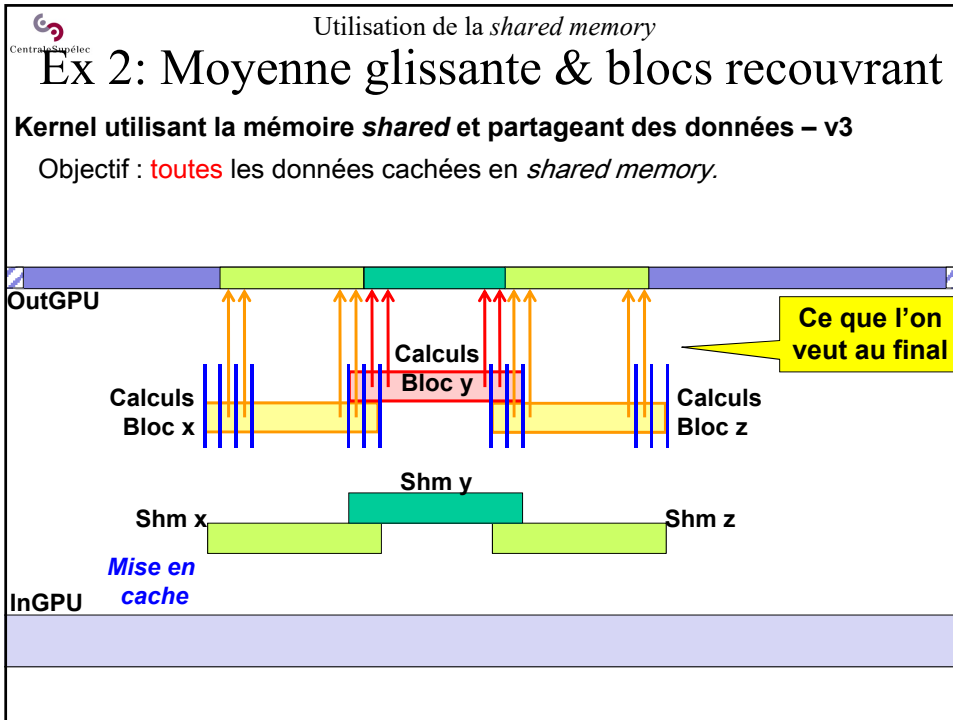 CentraleSupélec
Utilisation de la shared memory
Ex 2: Moyenne glissante & blocs recouvrant
Kernel utilisant la mémoire shared et partageant des données – v3
Objectif : toutes les données cachées en shared memory.
OutGPU
Ce que l'on
veut au final
Calculs
Bloc y
Calculs
Bloc x
Calculs
Bloc z
Shm y
Shm x
Shm z
Mise en
cache
InGPU